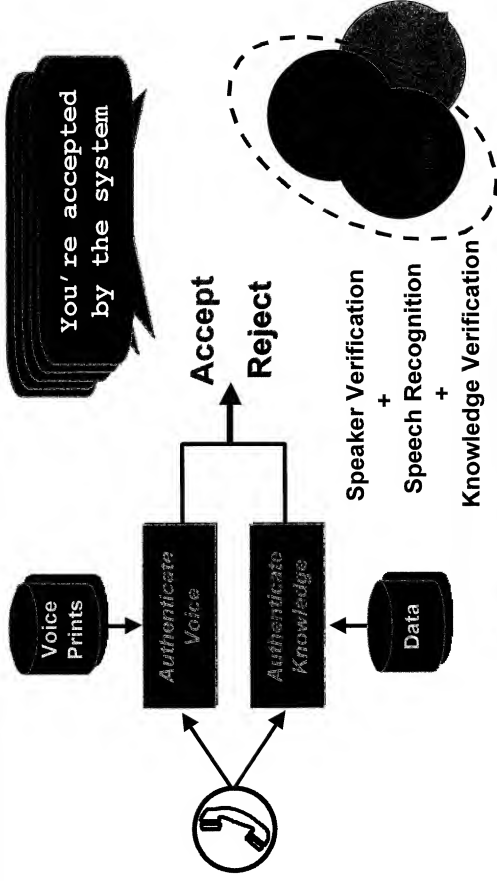 You're accepted
by the system
Voice
Prints
Authenticate
Voice
Authenticate
Knowledge
Data
Accept
Reject
Speaker Verification
+
Speech Recognition
+
Knowledge Verification